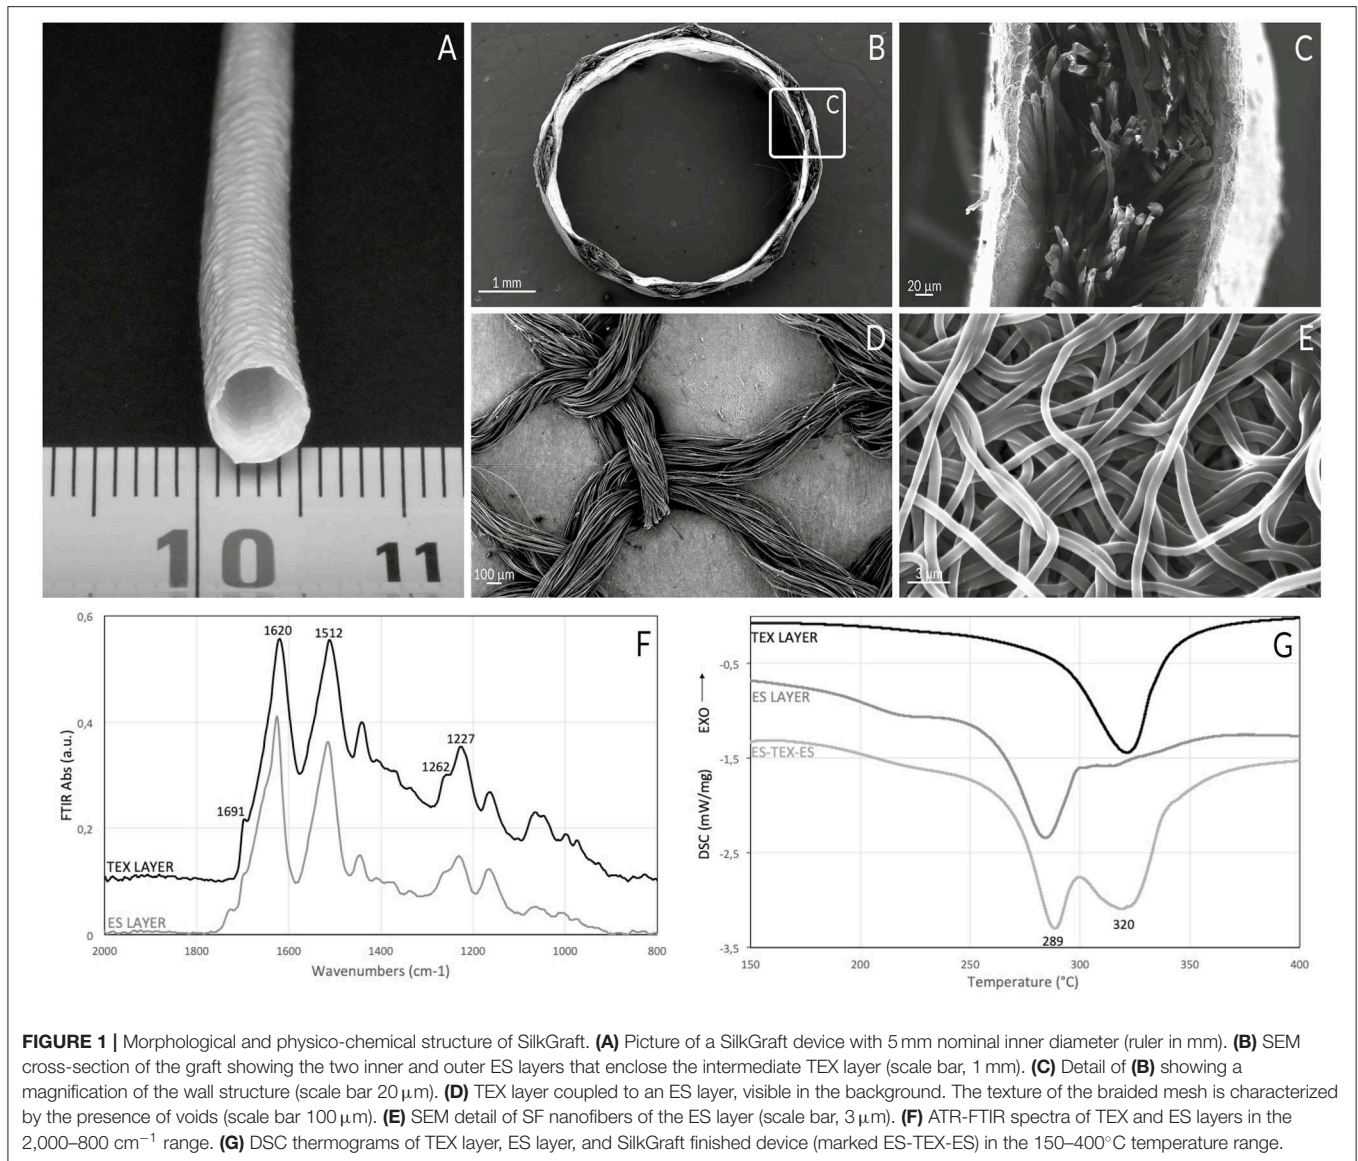 A
B
C
C
1 mm
20 µm
10
11
D
E
100 µm
3 µm
0,6
0,4
0,2
0
FTIR Abs (a.u.)
1620
1512
F
1262
1227
1691
TEX LAYER
ES LAYER
2000 1800 1600 1400 1200 1000 800
Wavenumbers (cm-1)
G
TEX LAYER
-0,5
ES LAYER
EXO →
ES-TEX-ES
-1,5
DSC (mW/mg)
-2,5
289
320
-3,5
150 200 250 300 350 400
Temperature (°C)
FIGURE 1 | Morphological and physico-chemical structure of SilkGraft. (A) Picture of a SilkGraft device with 5 mm nominal inner diameter (ruler in mm). (B) SEM
cross-section of the graft showing the two inner and outer ES layers that enclose the intermediate TEX layer (scale bar, 1 mm). (C) Detail of (B) showing a
magnification of the wall structure (scale bar 20 µm). (D) TEX layer coupled to an ES layer, visible in the background. The texture of the braided mesh is characterized
by the presence of voids (scale bar 100 µm). (E) SEM detail of SF nanofibers of the ES layer (scale bar, 3 µm). (F) ATR-FTIR spectra of TEX and ES layers in the
2,000–800 cm⁻¹ range. (G) DSC thermograms of TEX layer, ES layer, and SilkGraft finished device (marked ES-TEX-ES) in the 150–400°C temperature range.